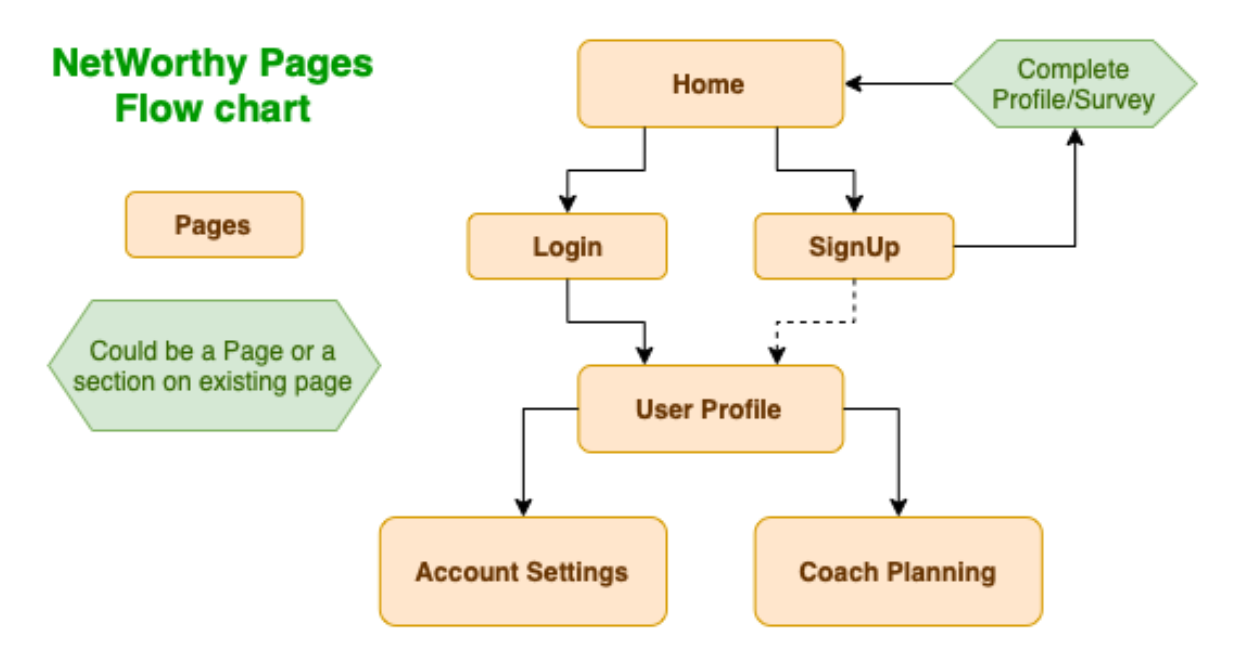 NetWorthy Pages
Flow chart
Home
Complete
Profile/Survey
Pages
Login
SignUp
Could be a Page or a
section on existing page
User Profile
Account Settings
Coach Planning